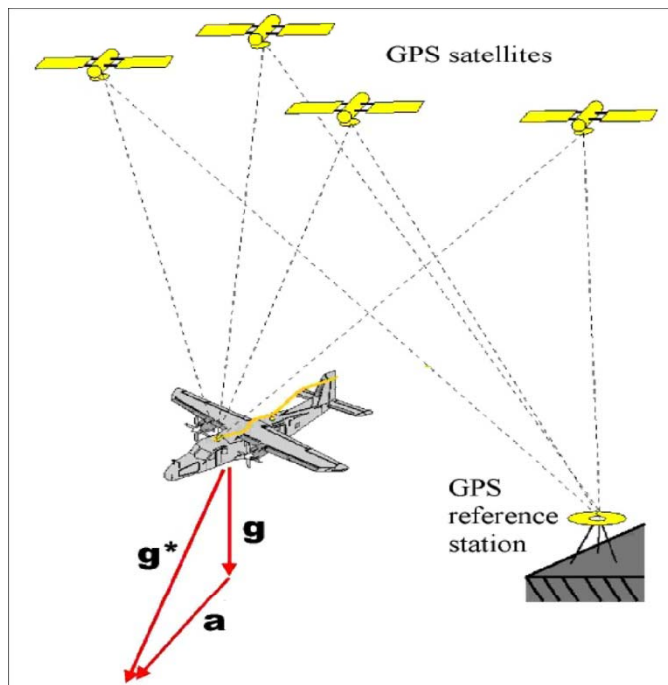 GPS satellites
GPS
reference
station
g
g*
a